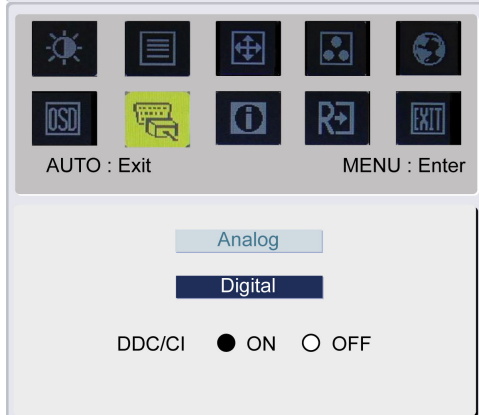 OSD R EXIT
AUTO : Exit MENU : Enter
Analog
Digital
DDC/CI ON OFF